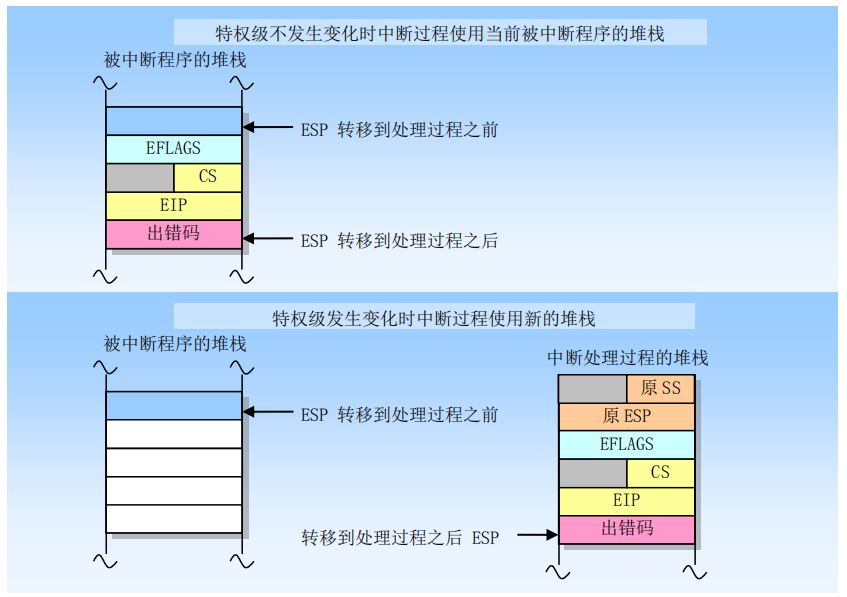 特权级不发生变化时中断过程使用当前被中断程序的堆栈
被中断程序的堆栈
ESP 转移到处理过程之前
EFLAGS
CS
EIP
出错码
ESP 转移到处理过程之后
特权级发生变化时中断过程使用新的堆栈
被中断程序的堆栈
中断处理过程的堆栈
原 SS
ESP 转移到处理过程之前
原 ESP
EFLAGS
CS
EIP
出错码
转移到处理过程之后 ESP